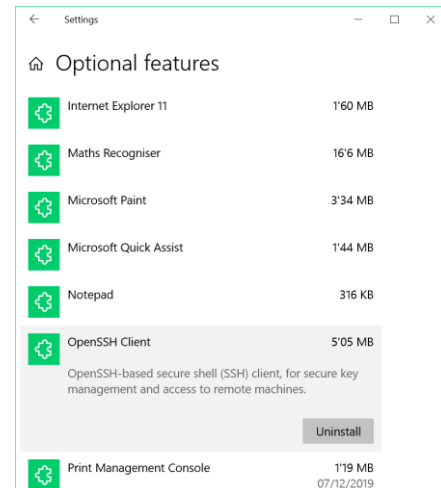 Settings
Optional features
Internet Explorer 11 1'60 MB
Maths Recogniser 16'6 MB
Microsoft Paint 3'34 MB
Microsoft Quick Assist 1'44 MB
Notepad 316 KB
OpenSSH Client 5'05 MB
OpenSSH-based secure shell (SSH) client, for secure key
management and access to remote machines.
Uninstall
Print Management Console 1'19 MB
07/12/2019